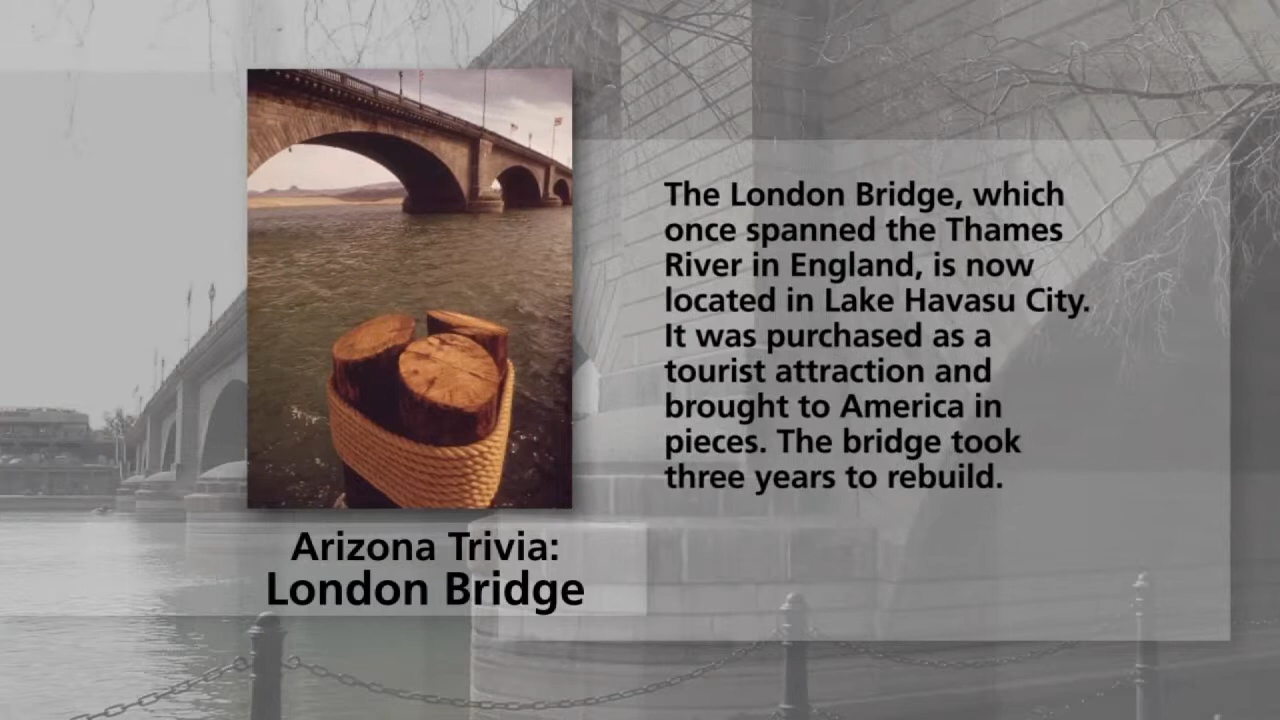 The London Bridge, which
once spanned the Thames
River in England, is now
located in Lake Havasu City.
It was purchased as a
tourist attraction and
brought to America in
pieces. The bridge took
three years to rebuild.
Arizona Trivia:
London Bridge